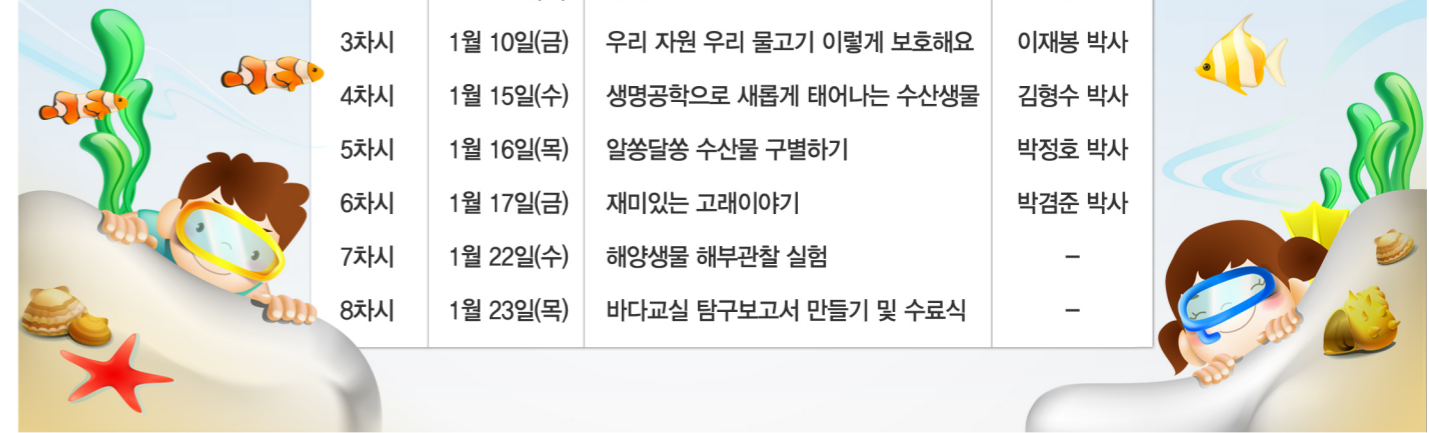 3차시 1월 10일(금) 우리 자원 우리 물고기 이렇게 보호해요 이재봉 박사
4차시 1월 15일(수) 생명공학으로 새롭게 태어나는 수산생물 김형수 박사
5차시 1월 16일(목) 알쏭달쏭 수산물 구별하기 박정호 박사
6차시 1월 17일(금) 재미있는 고래이야기 박겸준 박사
7차시 1월 22일(수) 해양생물 해부관찰 실험 –
8차시 1월 23일(목) 바다교실 탐구보고서 만들기 및 수료식 –